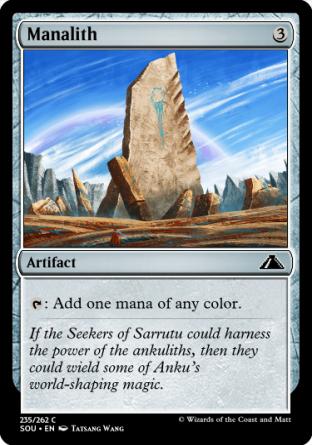 Manalith 3
Artifact
: Add one mana of any color.
If the Seekers of Sarrutu could harness
the power of the ankuliths, then they
could wield some of Anku's
world-shaping magic.
235/262 C
SOU • EN Tatsang Wang
© Wizards of the Coast and Matt